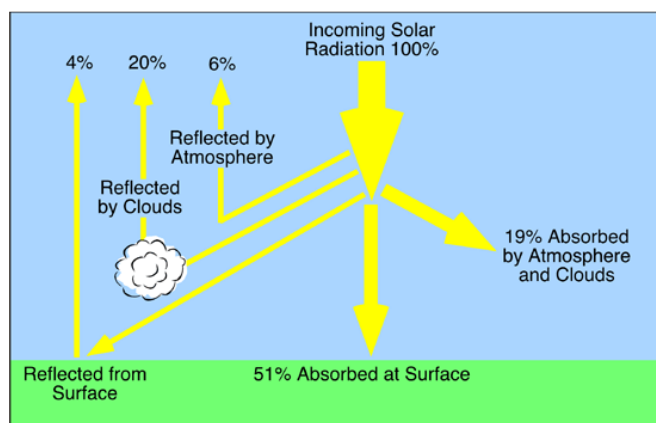 Incoming Solar
Radiation 100%
4%
20%
6%
Reflected by
Atmosphere
Reflected
by Clouds
19% Absorbed
by Atmosphere
and Clouds
Reflected from
Surface
51% Absorbed at Surface